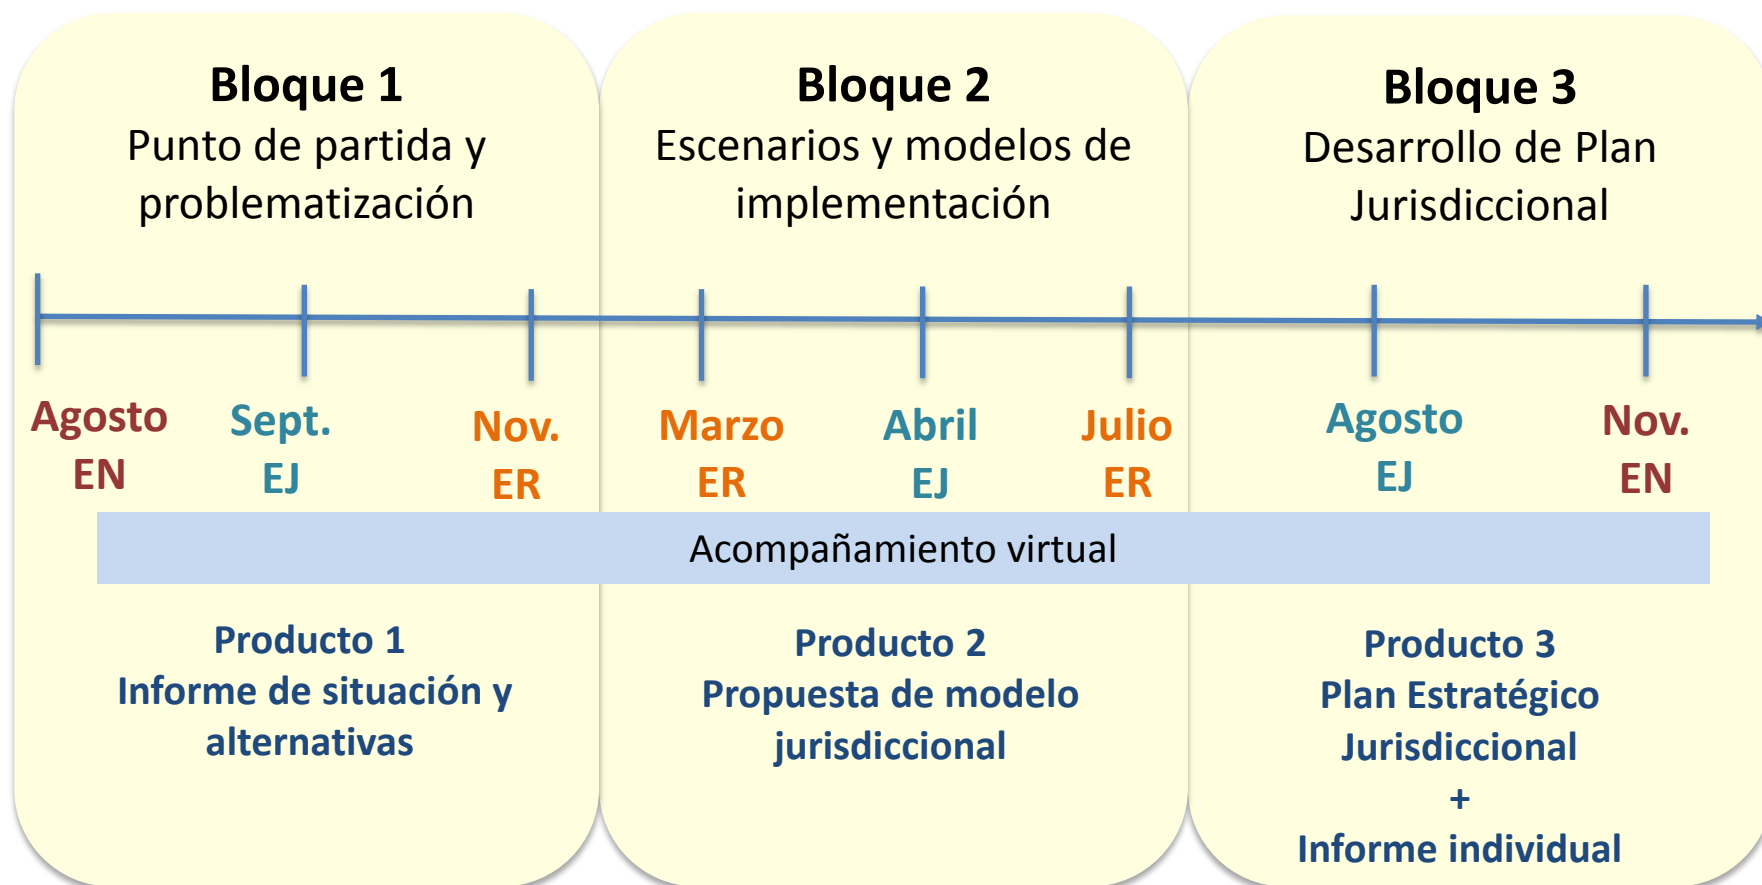 Bloque 1
Punto de partida y
problematización
Bloque 2
Escenarios y modelos de
implementación
Bloque 3
Desarrollo de Plan
Jurisdiccional
Agosto
EN
Sept.
EJ
Nov.
ER
Marzo
ER
Abril
EJ
Julio
ER
Agosto
EJ
Nov.
EN
Acompañamiento virtual
Producto 1
Informe de situación y
alternativas
Producto 2
Propuesta de modelo
jurisdiccional
Producto 3
Plan Estratégico
Jurisdiccional
+
Informe individual